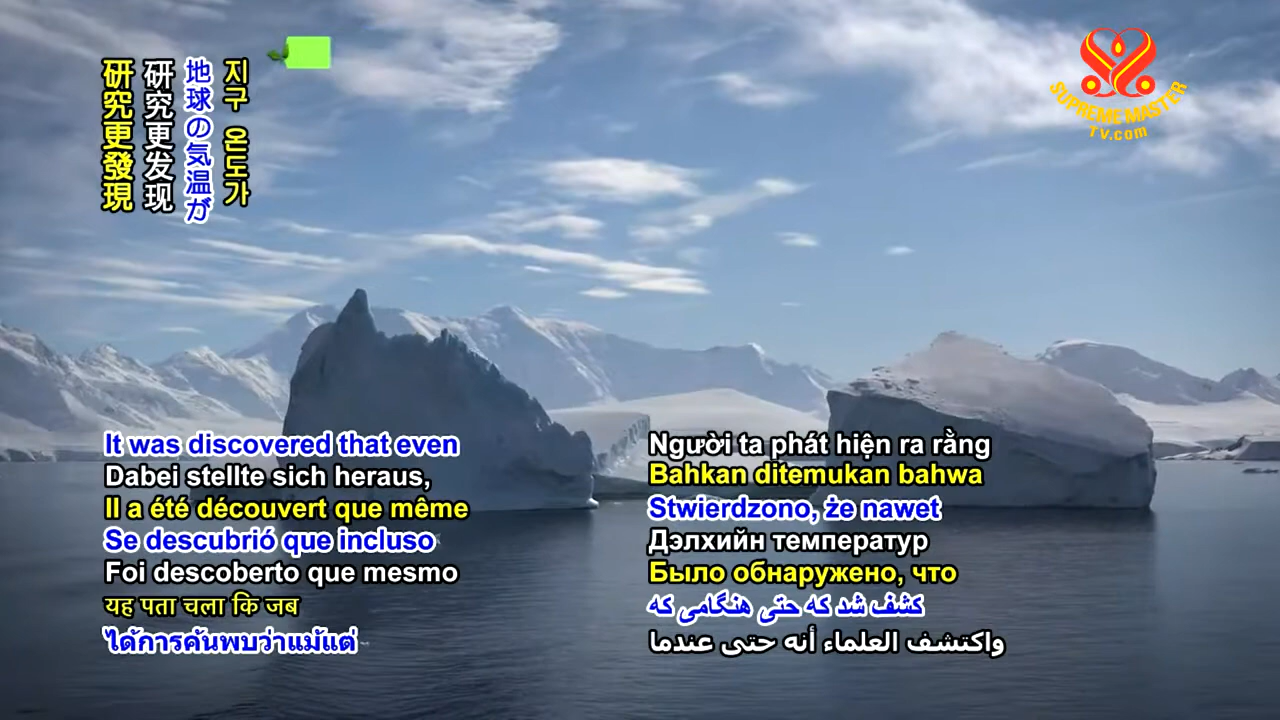 研究更發現
研究更发现
地球の気温が
지구 온도가
SUPREME MASTER
TV.com
It was discovered that even
Dabei stellte sich heraus,
Il a été découvert que même
Se descubrió que incluso
Foi descoberto que mesmo
यह पता चला कि जब
ได้การค้นพบว่าแม้แต่
Người ta phát hiện ra rằng
Bahkan ditemukan bahwa
Stwierdzono, że nawet
Дэлхийн температур
Было обнаружено, что
کشف شد که حتی هنگامی که
واكتشف العلماء أنه حتى عندما